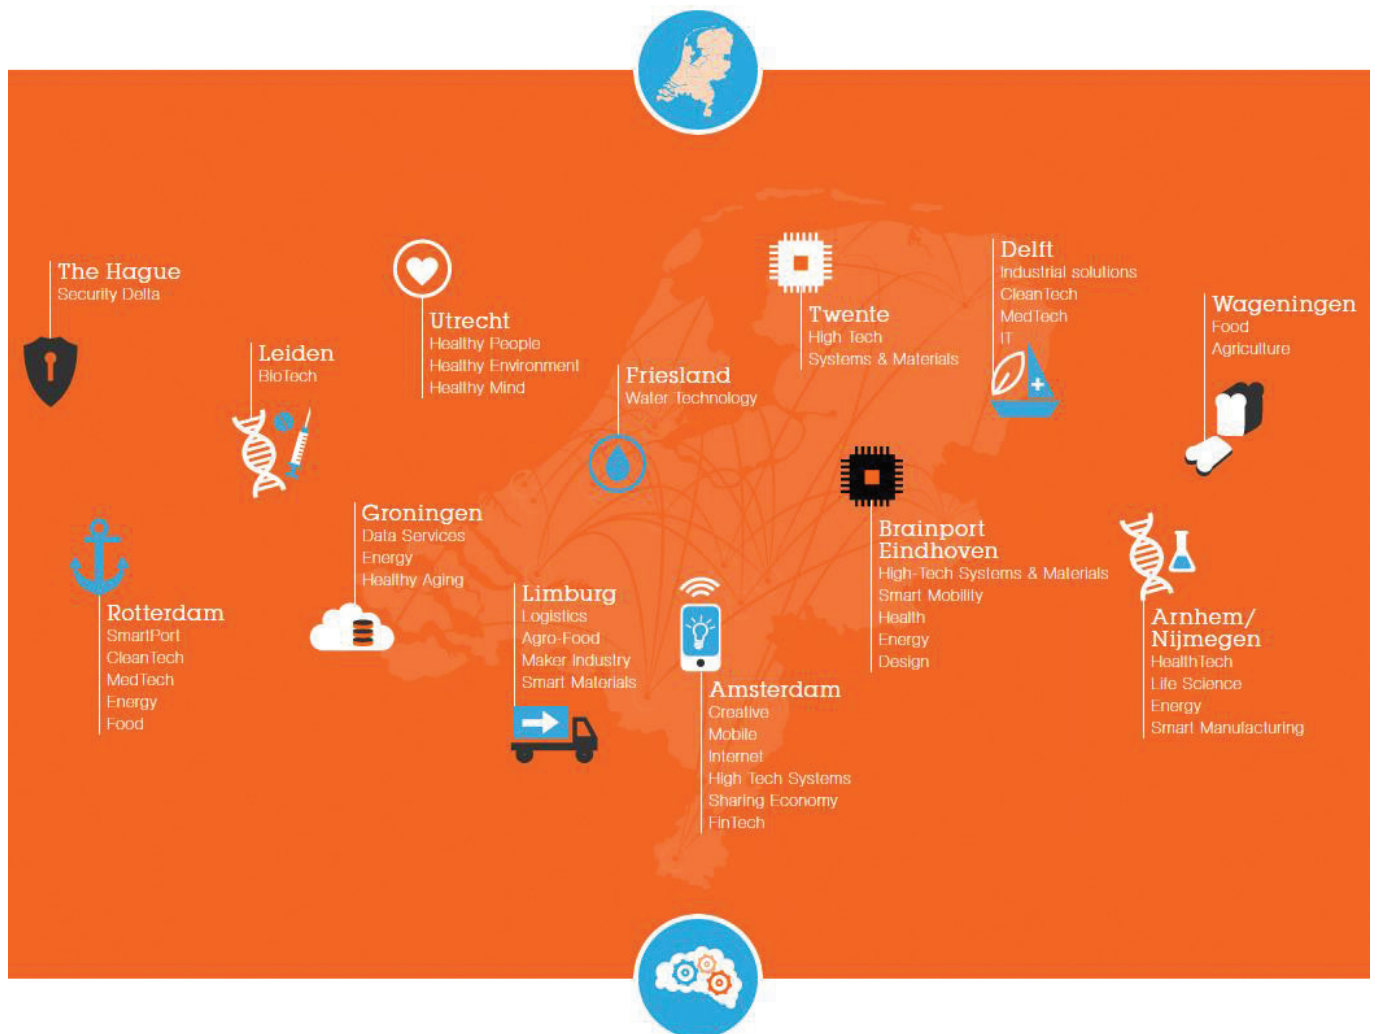 The Hague
Security Delta
Leiden
BioTech
Utrecht
Healthy People
Healthy Environment
Healthy Mind
Friesland
Water Technology
Twente
High Tech
Systems & Materials
Delft
Industrial solutions
CleanTech
MedTech
IT
Wageningen
Food
Agriculture
Rotterdam
SmartPort
CleanTech
MedTech
Energy
Food
Groningen
Data Services
Energy
Healthy Aging
Limburg
Logistics
Agro-Food
Maker Industry
Smart Materials
Amsterdam
Creative
Mobile
Internet
High Tech Systems
Sharing Economy
FinTech
Brainport
Eindhoven
High-Tech Systems & Materials
Smart Mobility
Health
Energy
Design
Arnhem/
Nijmegen
HealthTech
Life Science
Energy
Smart Manufacturing